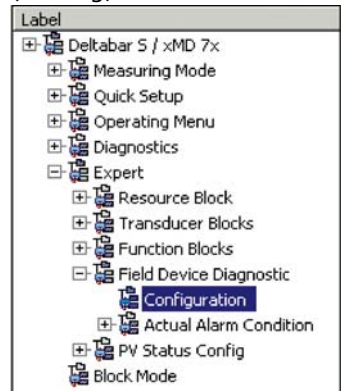 Label
Deltabar S / xMD 7x
Measuring Mode
Quick Setup
Operating Menu
Diagnostics
Expert
Resource Block
Transducer Blocks
Function Blocks
Field Device Diagnostic
Configuration
Actual Alarm Condition
PV Status Config
Block Mode